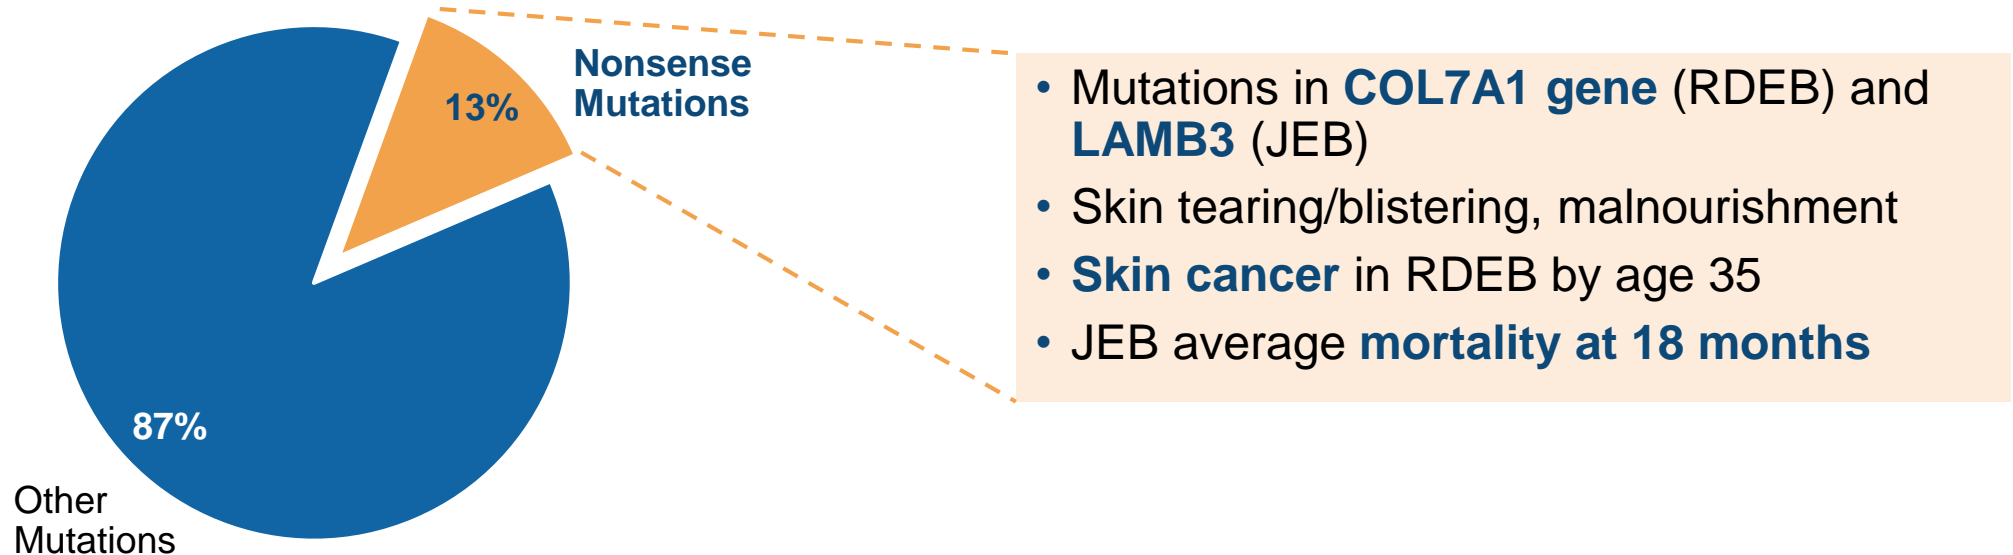 Nonsense
Mutations
13%
87%
Other
Mutations
• Mutations in COL7A1 gene (RDEB) and
LAMB3 (JEB)
• Skin tearing/blistering, malnourishment
• Skin cancer in RDEB by age 35
• JEB average mortality at 18 months